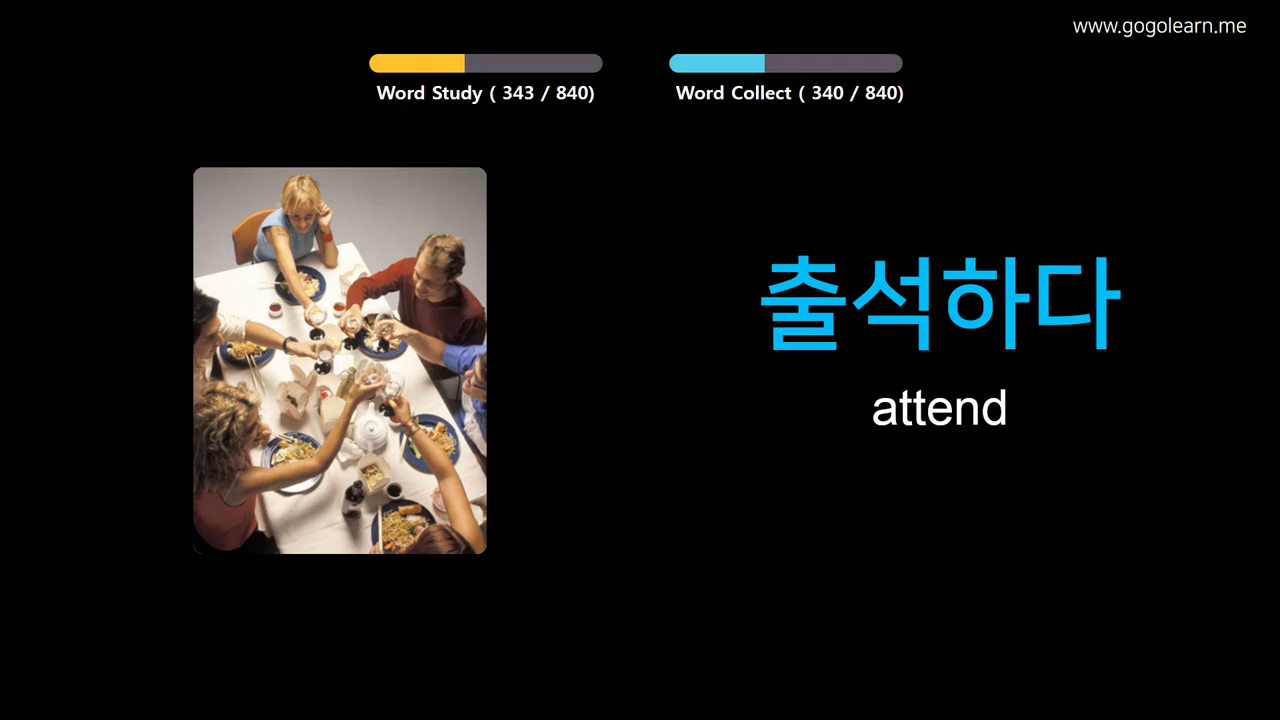 www.gogolearn.me
Word Study ( 343 / 840)
Word Collect ( 340 / 840)
출석하다
attend